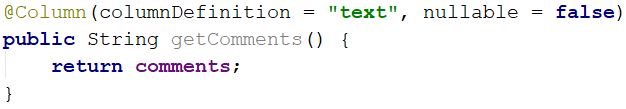 @Column(columnDefinition = "text", nullable = false)
public String getComments() {
    return comments;
}